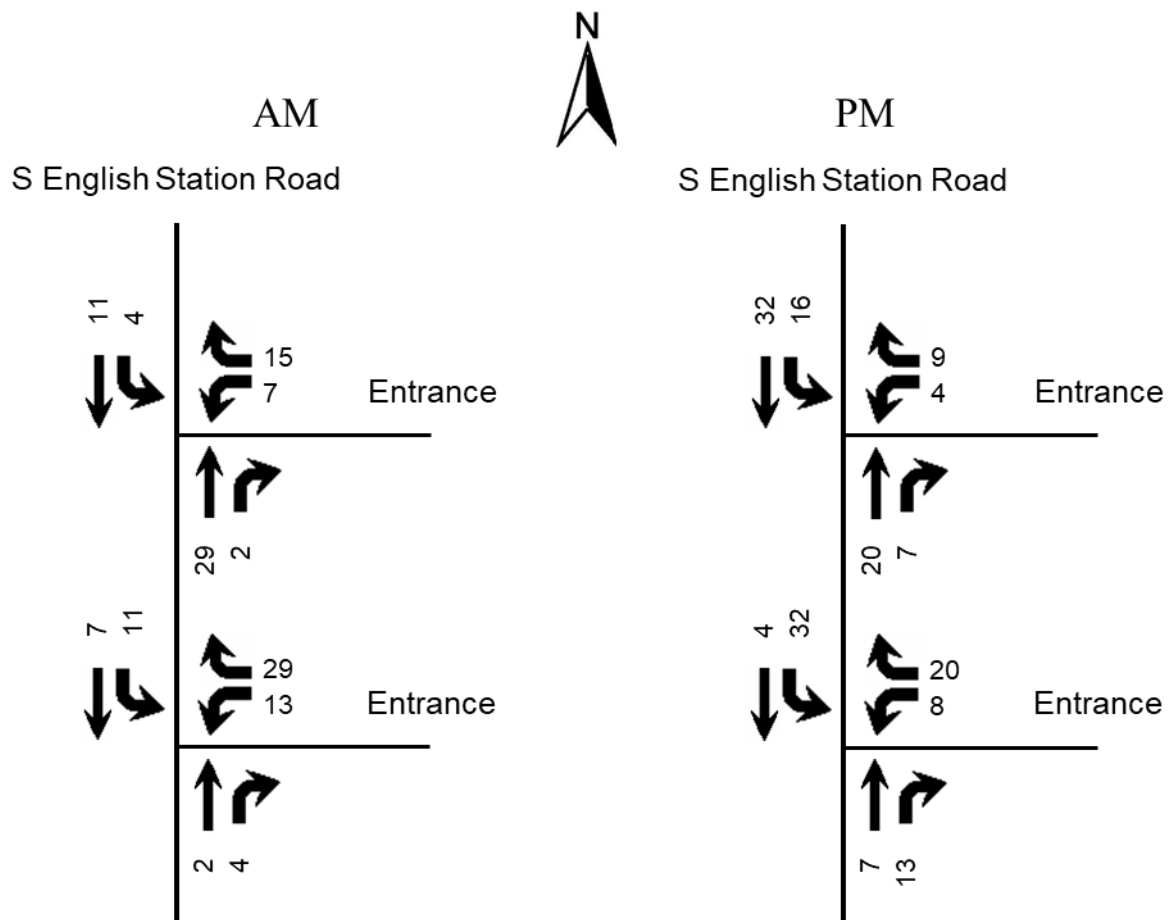 N
AM
PM
S English Station Road
S English Station Road
11 4
15
7
Entrance
29 2
7 11
29
13
Entrance
2 4
32 16
9
4
Entrance
20 7
4 32
20
8
Entrance
7 13